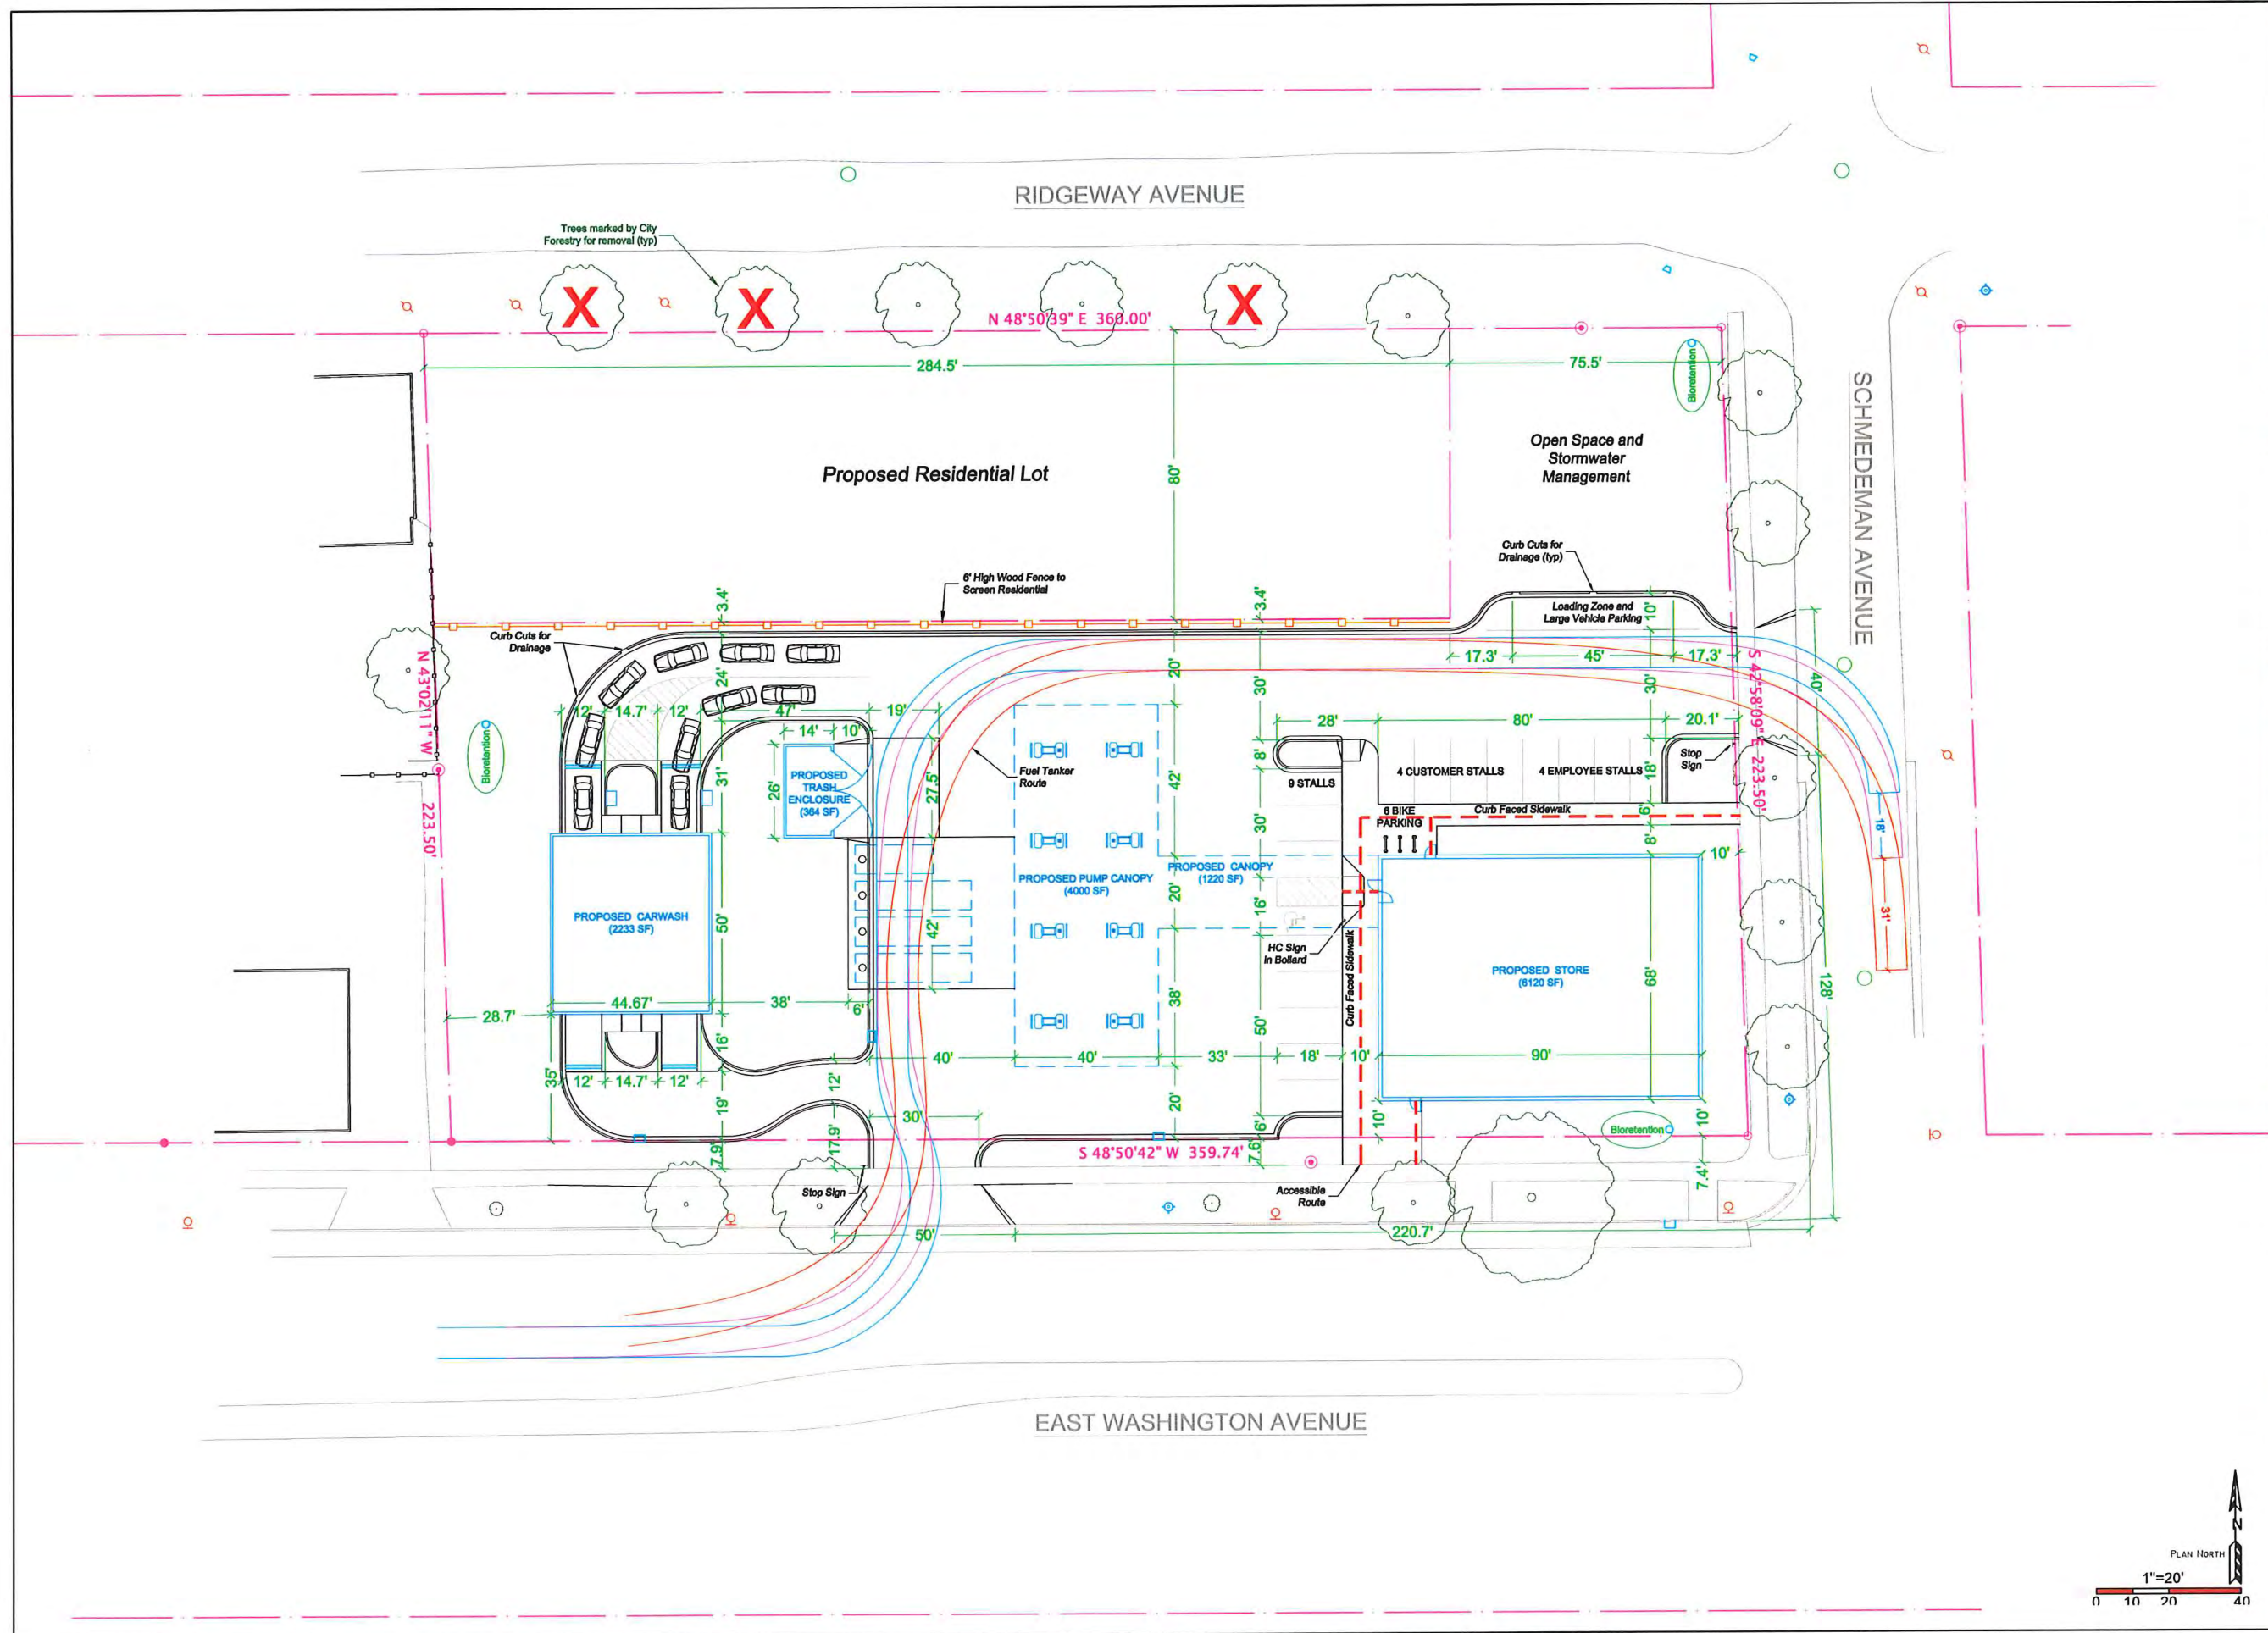 RIDGEWAY AVENUE
Trees marked by City
Forestry for removal (typ)
X
X
X
N 48°50'39" E 360.00'
284.5'
75.5'
Bioretention
SCHMEDEMAN AVENUE
Proposed Residential Lot
80'
Open Space and
Stormwater
Management
Curb Cuts for
Drainage (typ)
6' High Wood Fence to
Screen Residential
3.4'
3.4'
Loading Zone and
Large Vehicle Parking
10'
Curb Cuts for
Drainage
N 43°02'11" W
223.50'
24'
20'
30'
17.3'
45'
17.3'
30'
S 42°58'09" E 223.50'
40'
12'
14.7'
12'
47'
19'
28'
80'
20.1'
14'
10'
Bioretention
31'
26'
PROPOSED
TRASH
ENCLOSURE
(364 SF)
27.5'
Fuel Tanker
Route
42'
8'
9 STALLS
4 CUSTOMER STALLS
4 EMPLOYEE STALLS
18'
Stop
Sign
6 BIKE
PARKING
Curb Faced Sidewalk
6'
30'
8'
10'
18'
PROPOSED PUMP CANOPY
(4000 SF)
PROPOSED CANOPY
(1220 SF)
20'
16'
31'
PROPOSED CARWASH
(2233 SF)
50'
42'
HC Sign
in Bollard
Curb Faced Sidewalk
PROPOSED STORE
(6120 SF)
68'
128'
44.67'
38'
6'
28.7'
38'
50'
16'
40'
40'
33'
18'
10'
90'
35'
12'
14.7'
12'
12'
19'
30'
20'
6'
10'
Bioretention
10'
7.9'
17.9'
S 48°50'42" W 359.74'
7.6'
7.4'
Stop Sign
Accessible
Route
50'
220.7'
EAST WASHINGTON AVENUE
N
PLAN NORTH
1"=20'
0 10 20 40